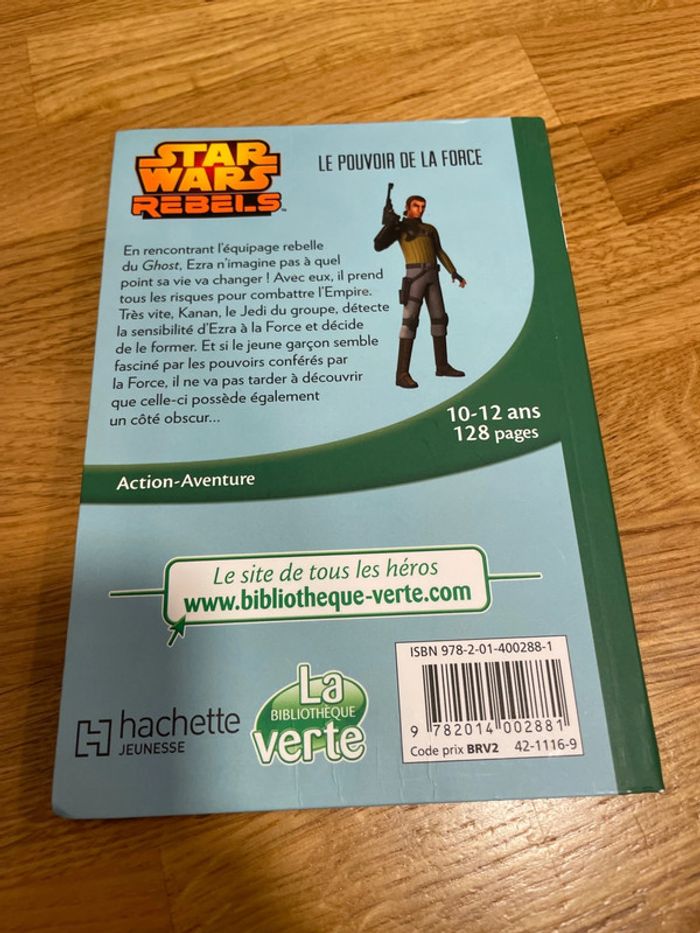 STAR
WARS
REBELS™
LE POUVOIR DE LA FORCE
En rencontrant l'équipage rebelle
du Ghost, Ezra n'imagine pas à quel
point sa vie va changer ! Avec eux, il prend
tous les risques pour combattre l'Empire.
Très vite, Kanan, le Jedi du groupe, détecte
la sensibilité d'Ezra à la Force et décide
de le former. Et si le jeune garçon semble
fasciné par les pouvoirs conférés par
la Force, il ne va pas tarder à découvrir
que celle-ci possède également
un côté obscur...
10-12 ans
128 pages
Action-Aventure
Le site de tous les héros
www.bibliotheque-verte.com
hachette
JEUNESSE
La
BIBLIOTHÈQUE
verte
ISBN 978-2-01-400288-1
9 782014 002881
Code prix BRV2 42-1116-9